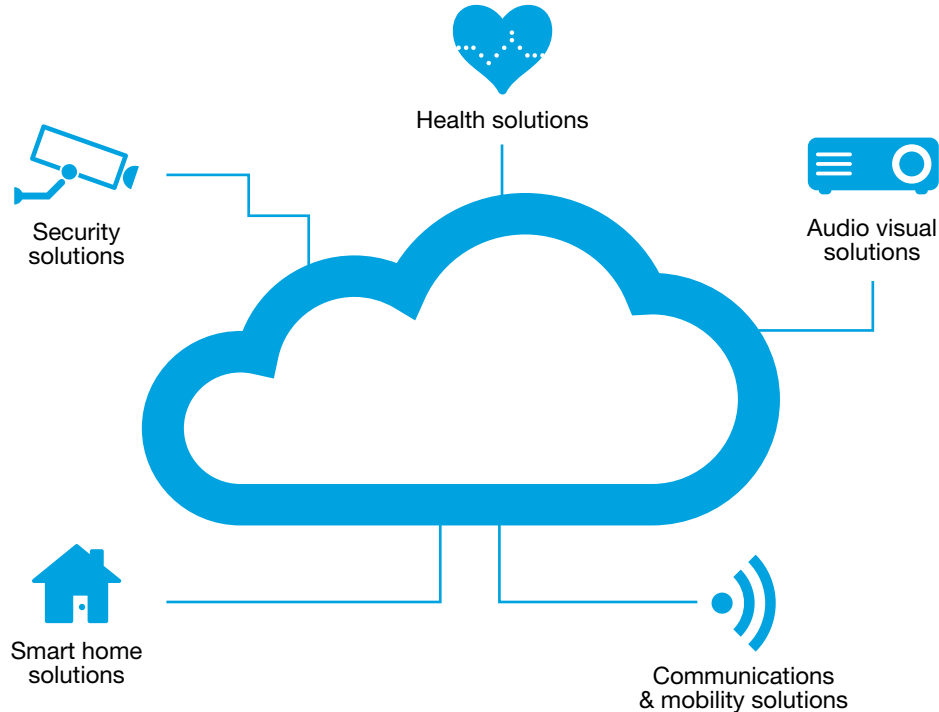 Health solutions
Security
solutions
Audio visual
solutions
Smart home
solutions
Communications
& mobility solutions